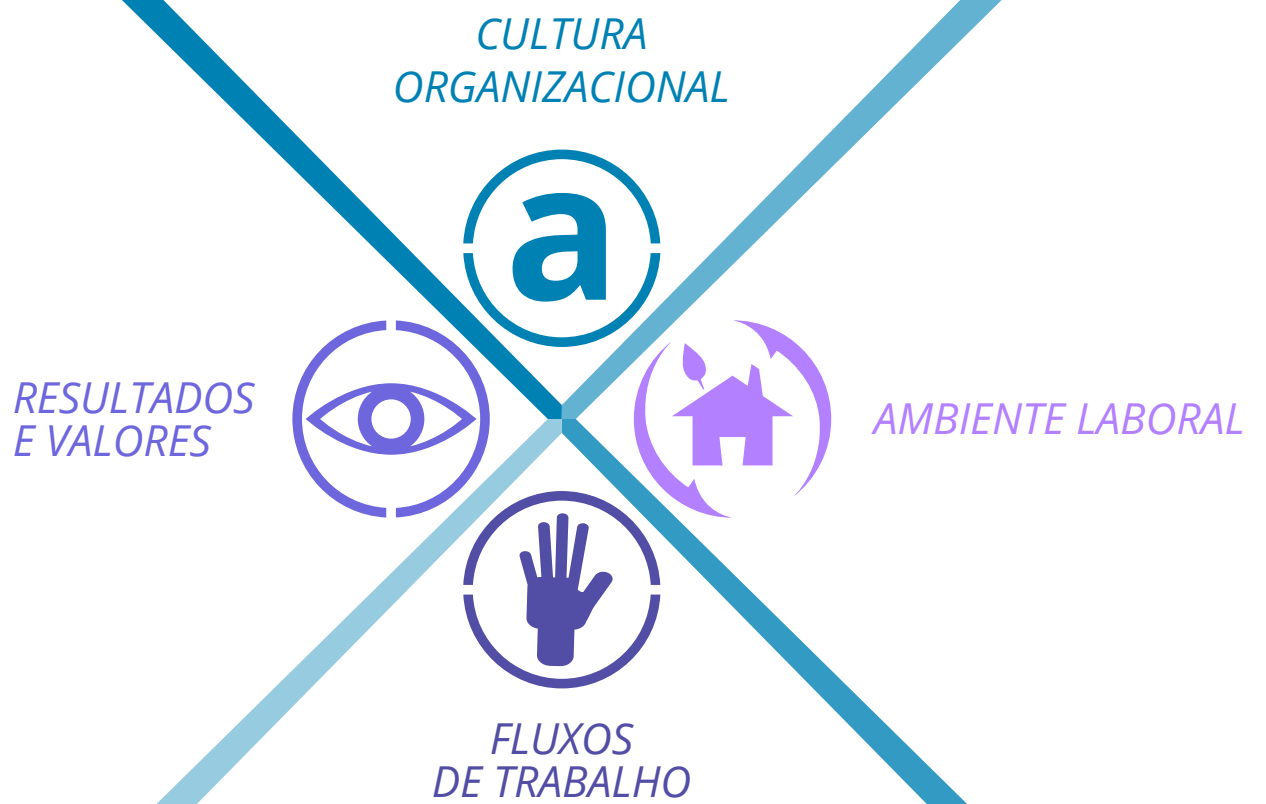 CULTURA
ORGANIZACIONAL
a
RESULTADOS
E VALORES
AMBIENTE LABORAL
FLUXOS
DE TRABALHO